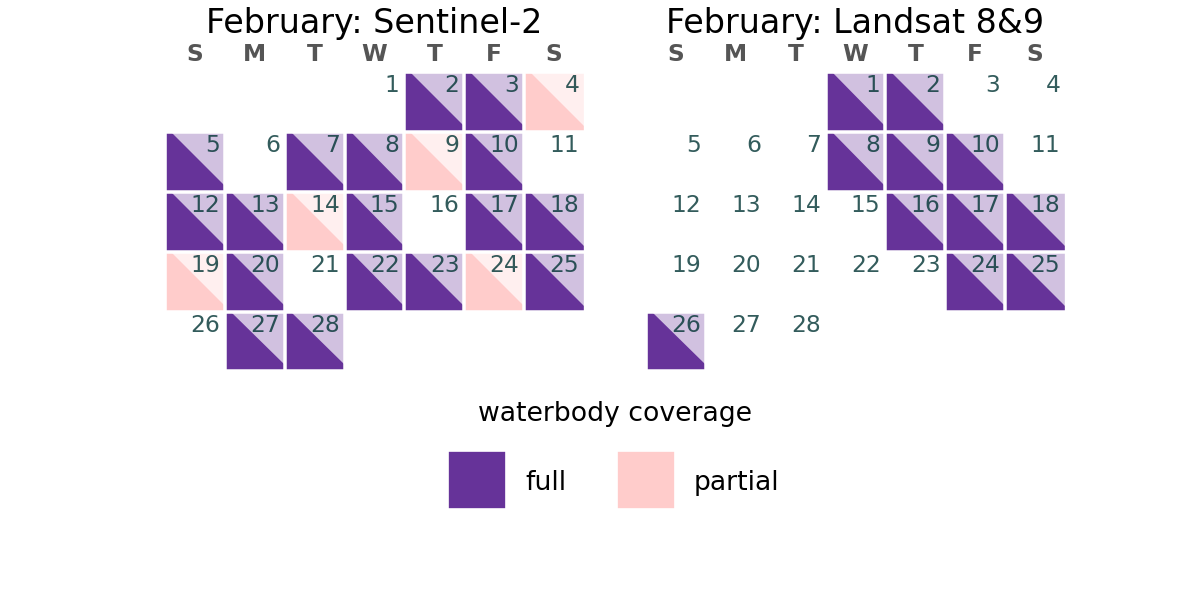 February: Sentinel-2
S M T W T F S
1 2 3 4
5 6 7 8 9 10 11
12 13 14 15 16 17 18
19 20 21 22 23 24 25
26 27 28
February: Landsat 8&9
S M T W T F S
1 2 3 4
5 6 7 8 9 10 11
12 13 14 15 16 17 18
19 20 21 22 23 24 25
26 27 28
waterbody coverage
full partial